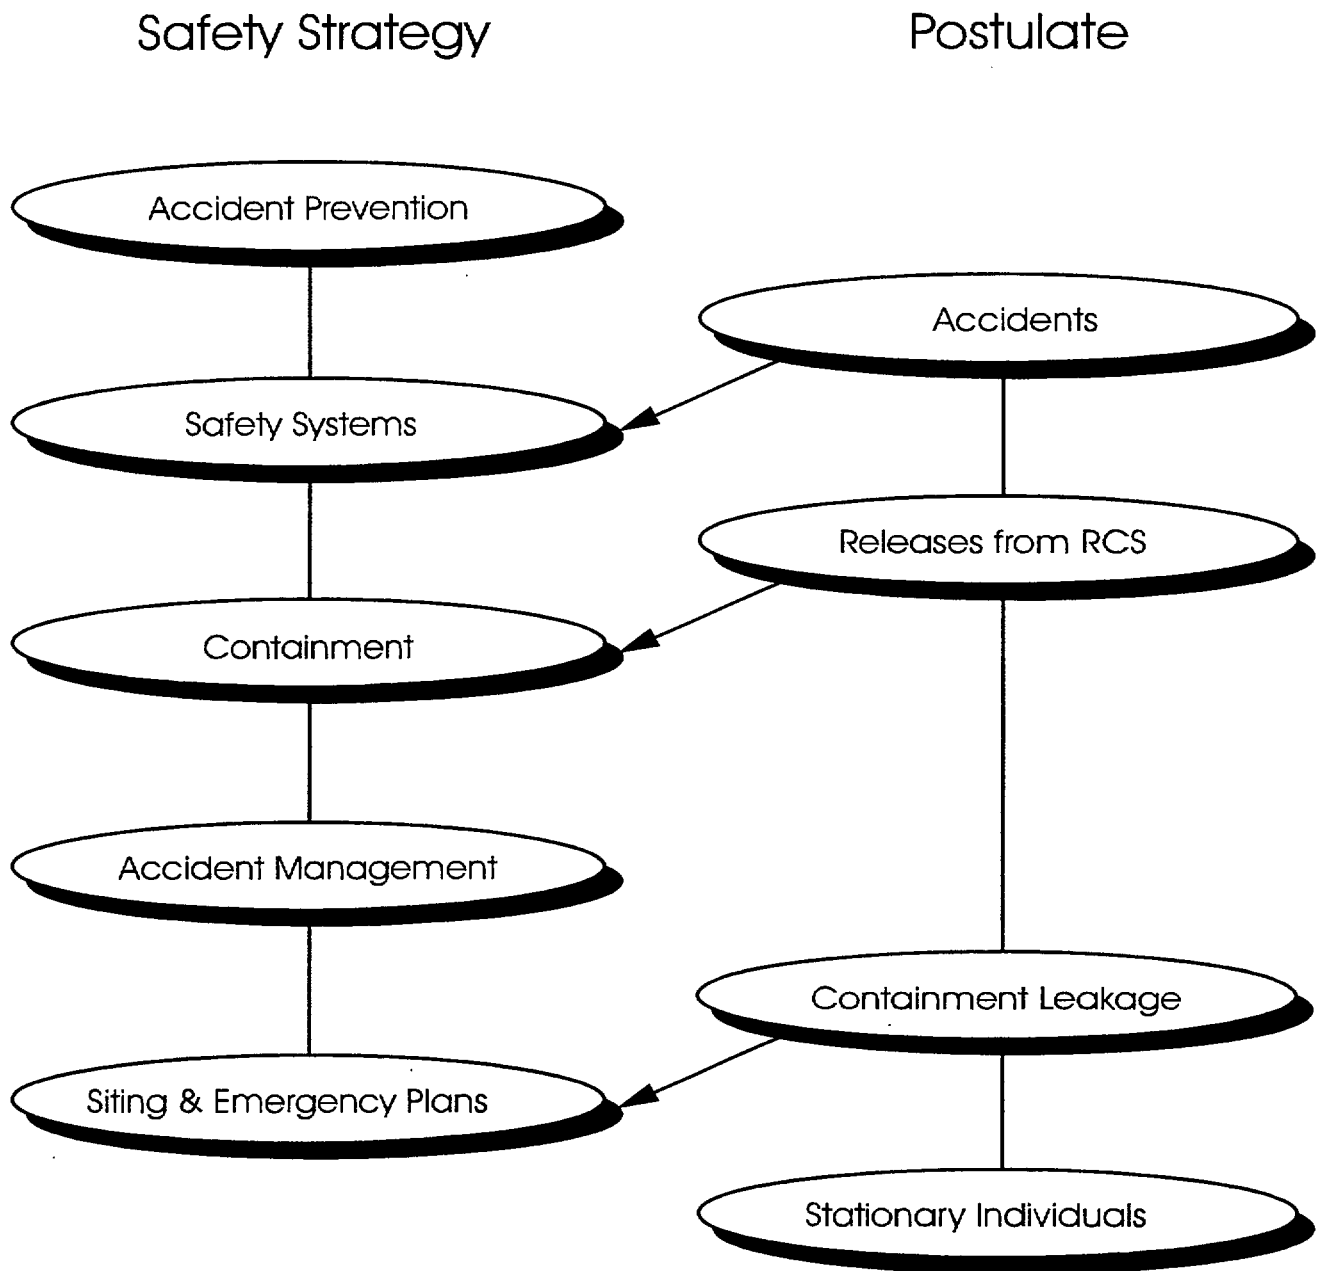 Safety Strategy
Postulate
Accident Prevention
Accidents
Safety Systems
Releases from RCS
Containment
Accident Management
Containment Leakage
Siting & Emergency Plans
Stationary Individuals